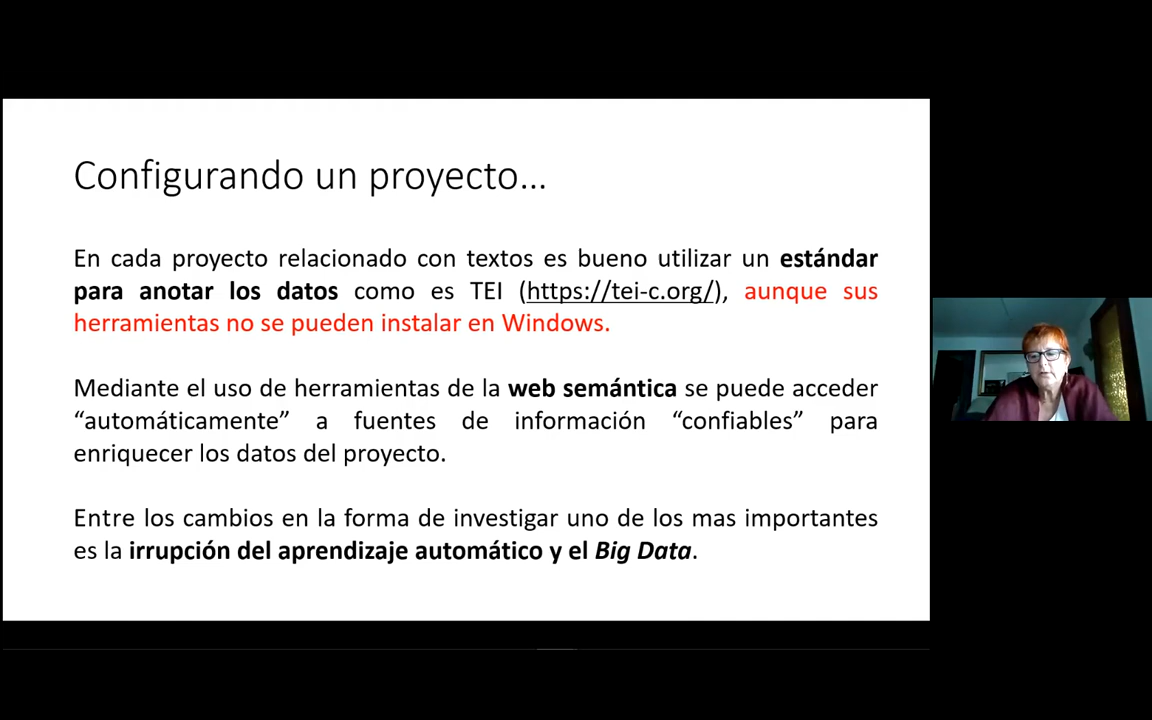 Configurando un proyecto...
En cada proyecto relacionado con textos es bueno utilizar un estándar
para anotar los datos como es TEI (https://tei-c.org/), aunque sus
herramientas no se pueden instalar en Windows.
Mediante el uso de herramientas de la web semántica se puede acceder
“automáticamente” a fuentes de información “confiables” para
enriquecer los datos del proyecto.
Entre los cambios en la forma de investigar uno de los mas importantes
es la irrupción del aprendizaje automático y el Big Data.